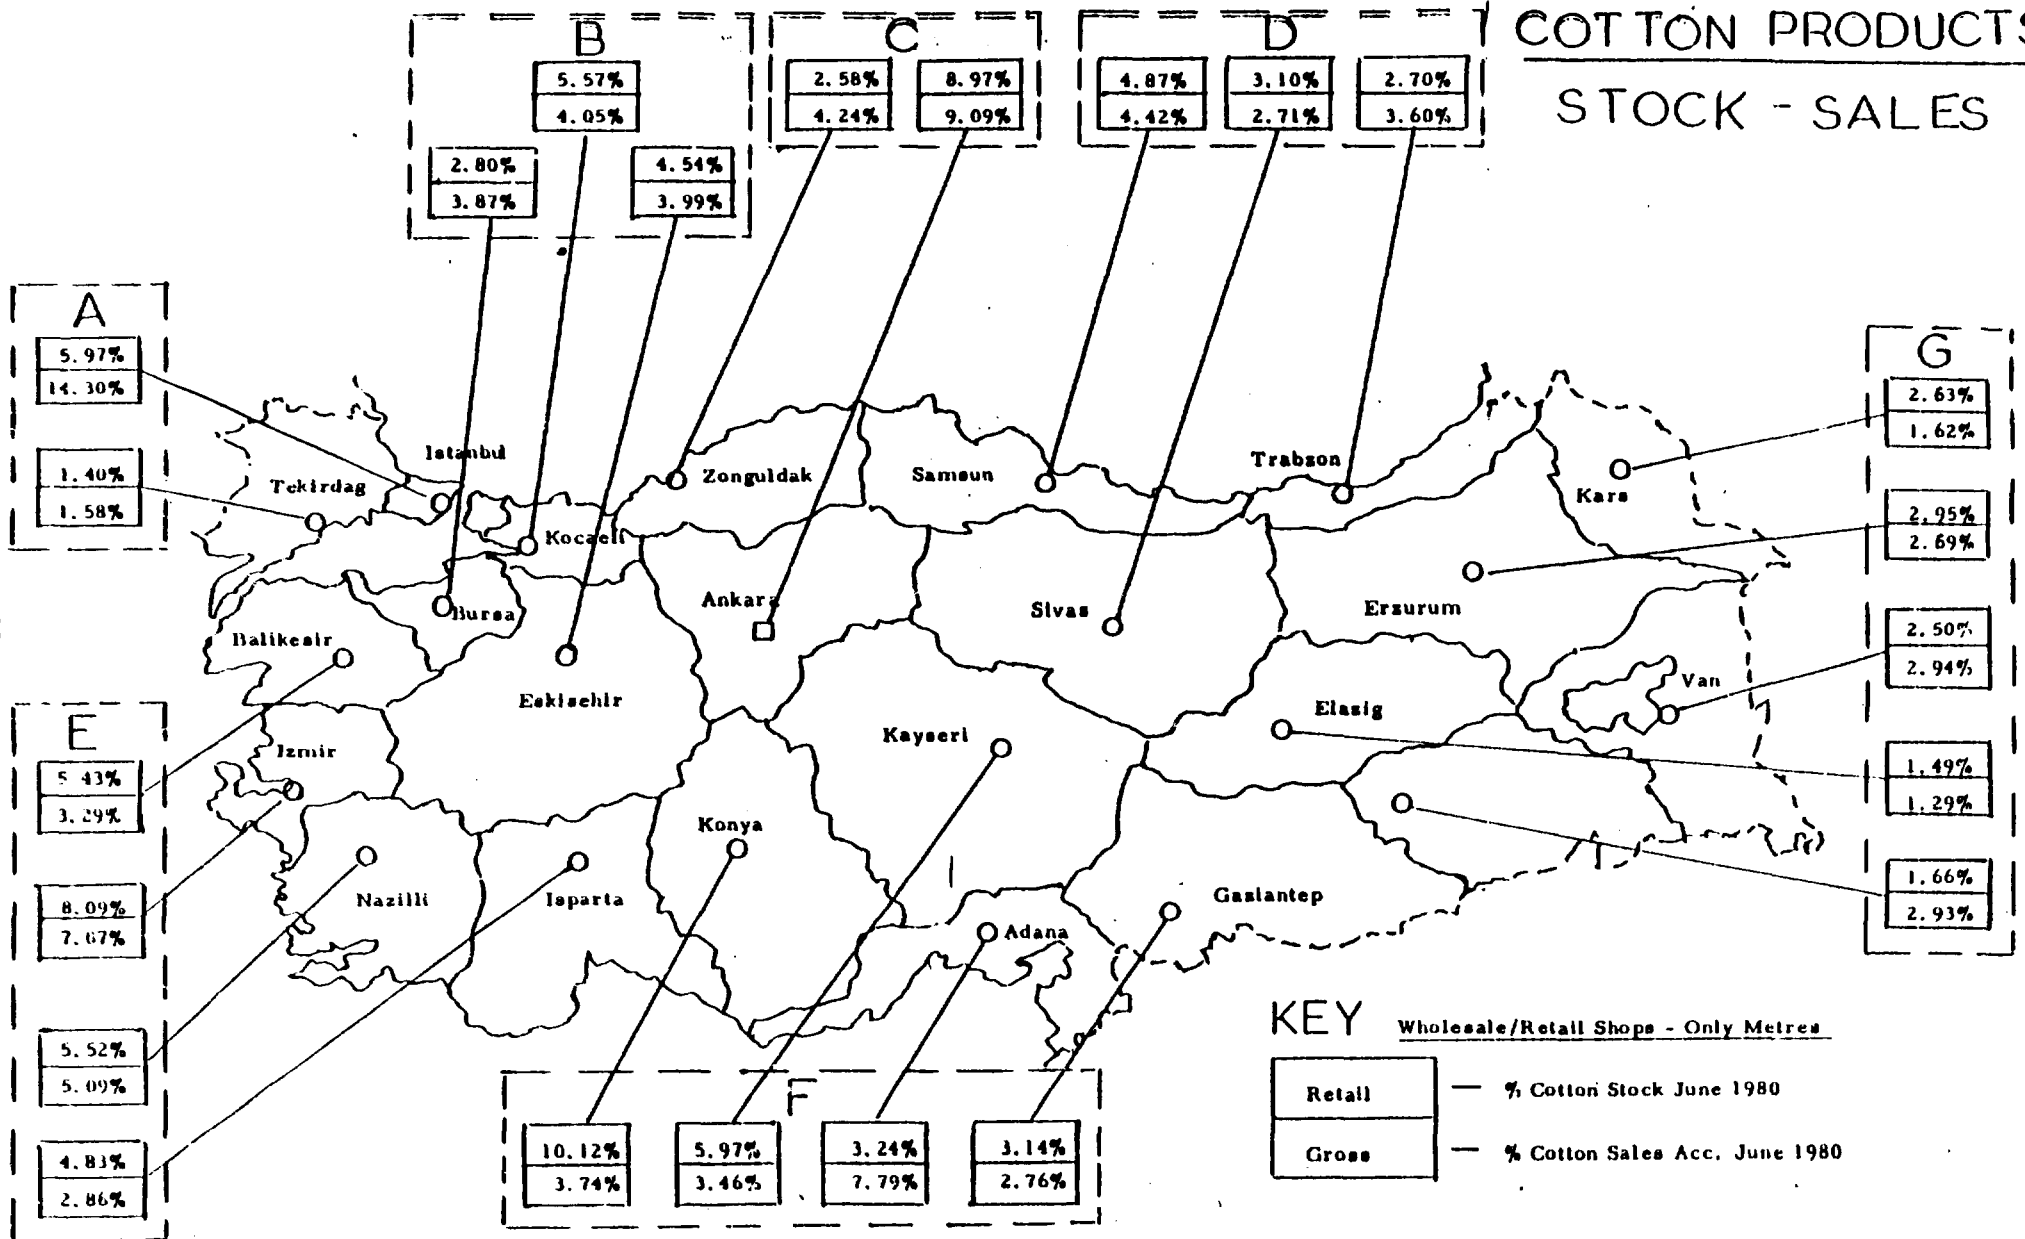 COTTON PRODUCTS
STOCK - SALES
B
5.57%
4.05%
2.80%
3.87%
4.54%
3.99%
C
2.58%
4.24%
8.97%
9.09%
D
4.87%
4.42%
3.10%
2.71%
2.70%
3.60%
A
5.97%
14.30%
1.40%
1.58%
G
2.63%
1.62%
2.95%
2.69%
2.50%
2.94%
1.49%
1.29%
1.66%
2.93%
Istanbul
Tekirdag
Zonguldak
Samsun
Trabzon
Kars
Kocaeli
Bursa
Ankara
Sivas
Erzurum
Balikesir
Eskisehir
Van
Elazig
Izmir
Kayseri
Konya
Nazilli
Isparta
Adana
Gaziantep
E
5.43%
3.29%
8.09%
7.67%
5.52%
5.09%
4.83%
2.86%
F
10.12%
3.74%
5.97%
3.46%
3.24%
7.79%
3.14%
2.76%
KEY Wholesale/Retail Shops - Only Metres
Retail — % Cotton Stock June 1980
Gross — % Cotton Sales Acc. June 1980